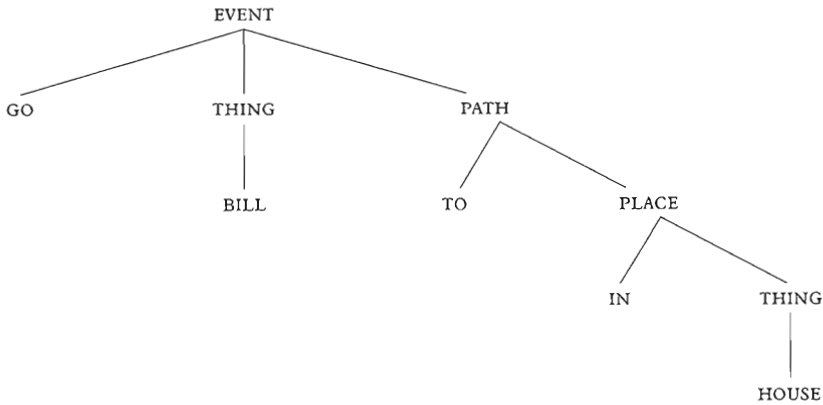 EVENT
GO THING PATH
BILL TO PLACE
IN THING
HOUSE